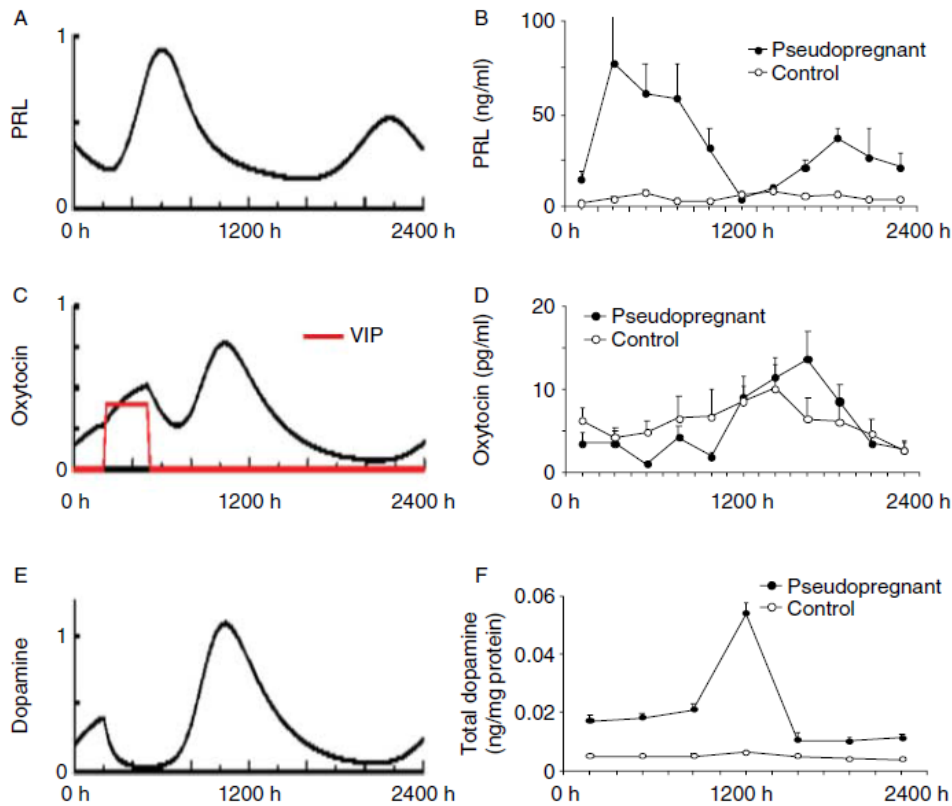 A
1
PRL
0
0 h
1200 h
2400 h
B
100
50
0
PRL (ng/ml)
Pseudopregnant
Control
0 h
1200 h
2400 h
C
1
Oxytocin
0
VIP
0 h
1200 h
2400 h
D
20
10
0
Oxytocin (pg/ml)
Pseudopregnant
Control
0 h
1200 h
2400 h
E
1
Dopamine
0
0 h
1200 h
2400 h
F
0.06
0.04
0.02
0
Total dopamine
(ng/mg protein)
Pseudopregnant
Control
0 h
1200 h
2400 h